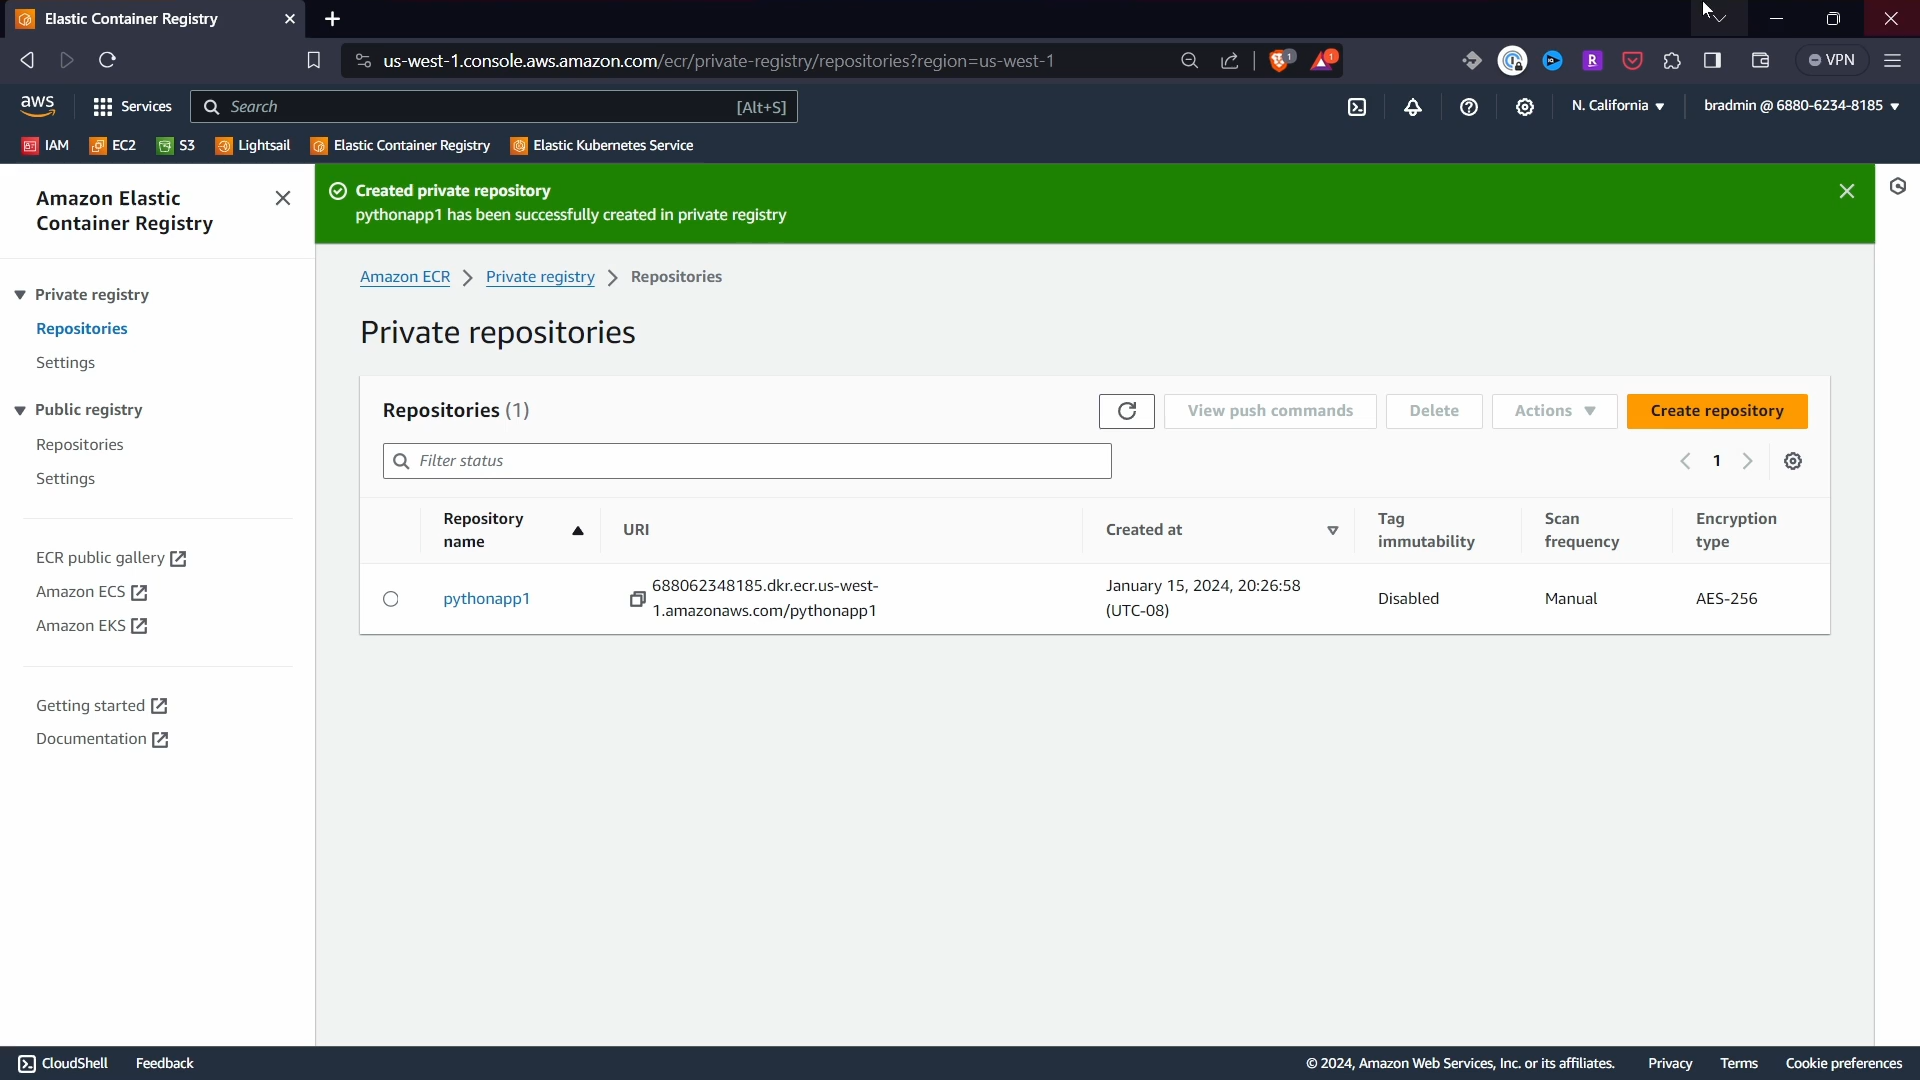 Elastic Container Registry
us-west-1.console.aws.amazon.com/ecr/private-registry/repositories?region=us-west-1
1
1
R
VPN
aws
Services
Search
[Alt+S]
N. California
bradmin @ 6880-6234-8185
IAM
EC2
S3
Lightsail
Elastic Container Registry
Elastic Kubernetes Service
Amazon Elastic
Container Registry
Private registry
Repositories
Settings
Public registry
Repositories
Settings
ECR public gallery
Amazon ECS
Amazon EKS
Getting started
Documentation
Created private repository
pythonapp1 has been successfully created in private registry
Amazon ECR
Private registry
Repositories
Private repositories
Repositories (1)
View push commands
Delete
Actions
Create repository
Filter status
1
Repository
name
URI
Created at
Tag
immutability
Scan
frequency
Encryption
type
pythonapp1
688062348185.dkr.ecr.us-west-
1.amazonaws.com/pythonapp1
January 15, 2024, 20:26:58
(UTC-08)
Disabled
Manual
AES-256
CloudShell
Feedback
© 2024, Amazon Web Services, Inc. or its affiliates.
Privacy
Terms
Cookie preferences